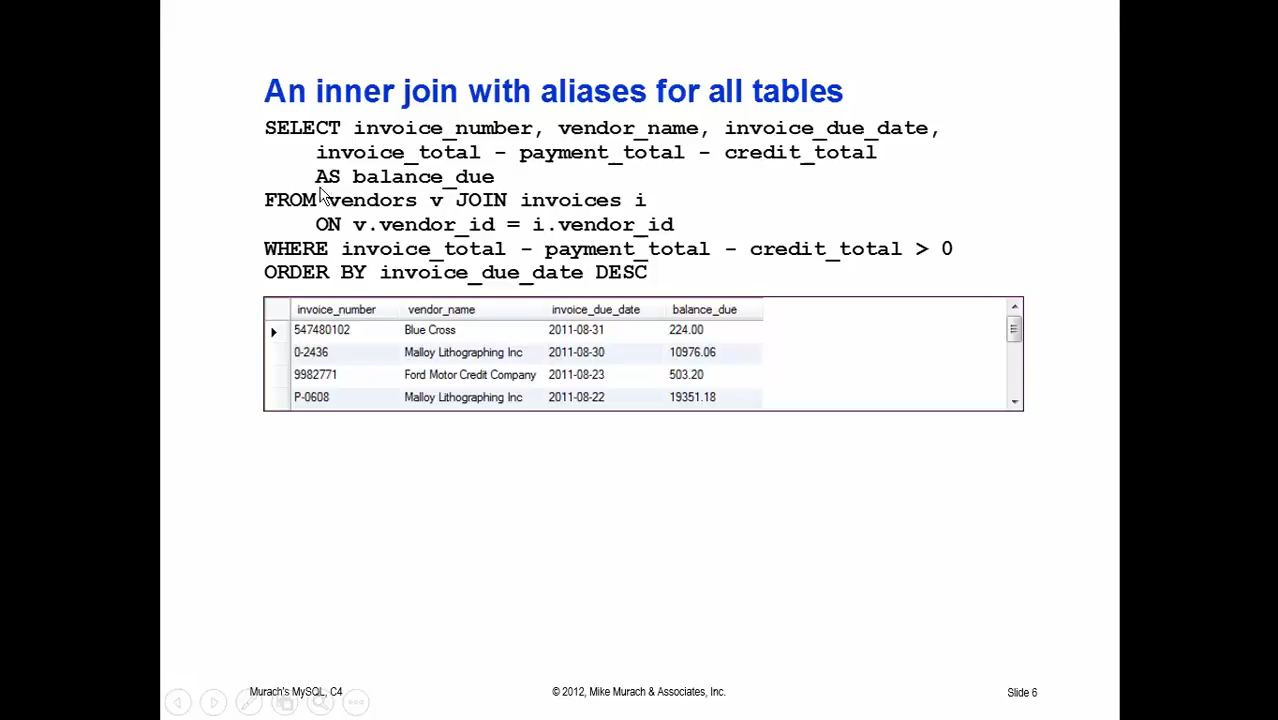 An inner join with aliases for all tables
SELECT invoice_number, vendor_name, invoice_due_date,
invoice_total - payment_total - credit_total
AS balance_due
FROM vendors v JOIN invoices i
ON v.vendor_id = i.vendor_id
WHERE invoice_total - payment_total - credit_total > 0
ORDER BY invoice_due_date DESC
invoice_number vendor_name invoice_due_date balance_due
547480102 Blue Cross 2011-08-31 224.00
0-2436 Malloy Lithographing Inc 2011-08-30 10976.06
9982771 Ford Motor Credit Company 2011-08-23 503.20
P-0608 Malloy Lithographing Inc 2011-08-22 19351.18
Murach's MySQL, C4 © 2012, Mike Murach & Associates, Inc. Slide 6